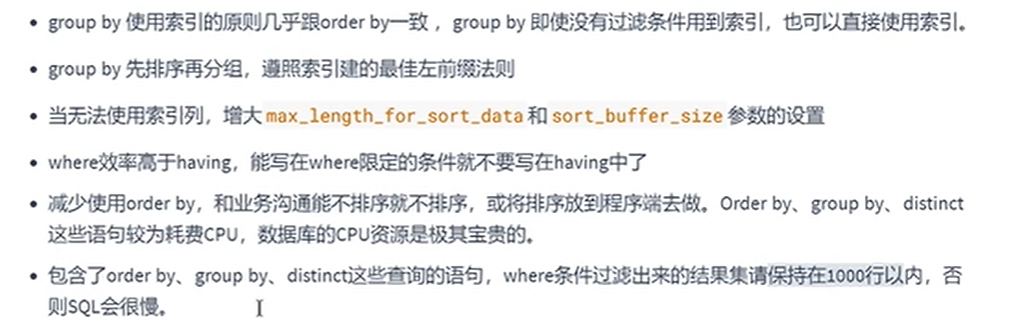 group by 使用索引的原则几乎跟order by一致 ，group by 即使没有过滤条件用到索引，也可以直接使用索引。
group by 先排序再分组，遵照索引建的最佳左前缀法则
当无法使用索引列，增大 max_length_for_sort_data 和 sort_buffer_size 参数的设置
where效率高于having，能写在where限定的条件就不要写在having中了
减少使用order by，和业务沟通能不排序就不排序，或将排序放到程序端去做。Order by、group by、distinct
这些语句较为耗费CPU，数据库的CPU资源是极其宝贵的。
包含了order by、group by、distinct这些查询的语句，where条件过滤出来的结果集请保持在1000行以内，否
则SQL会很慢。